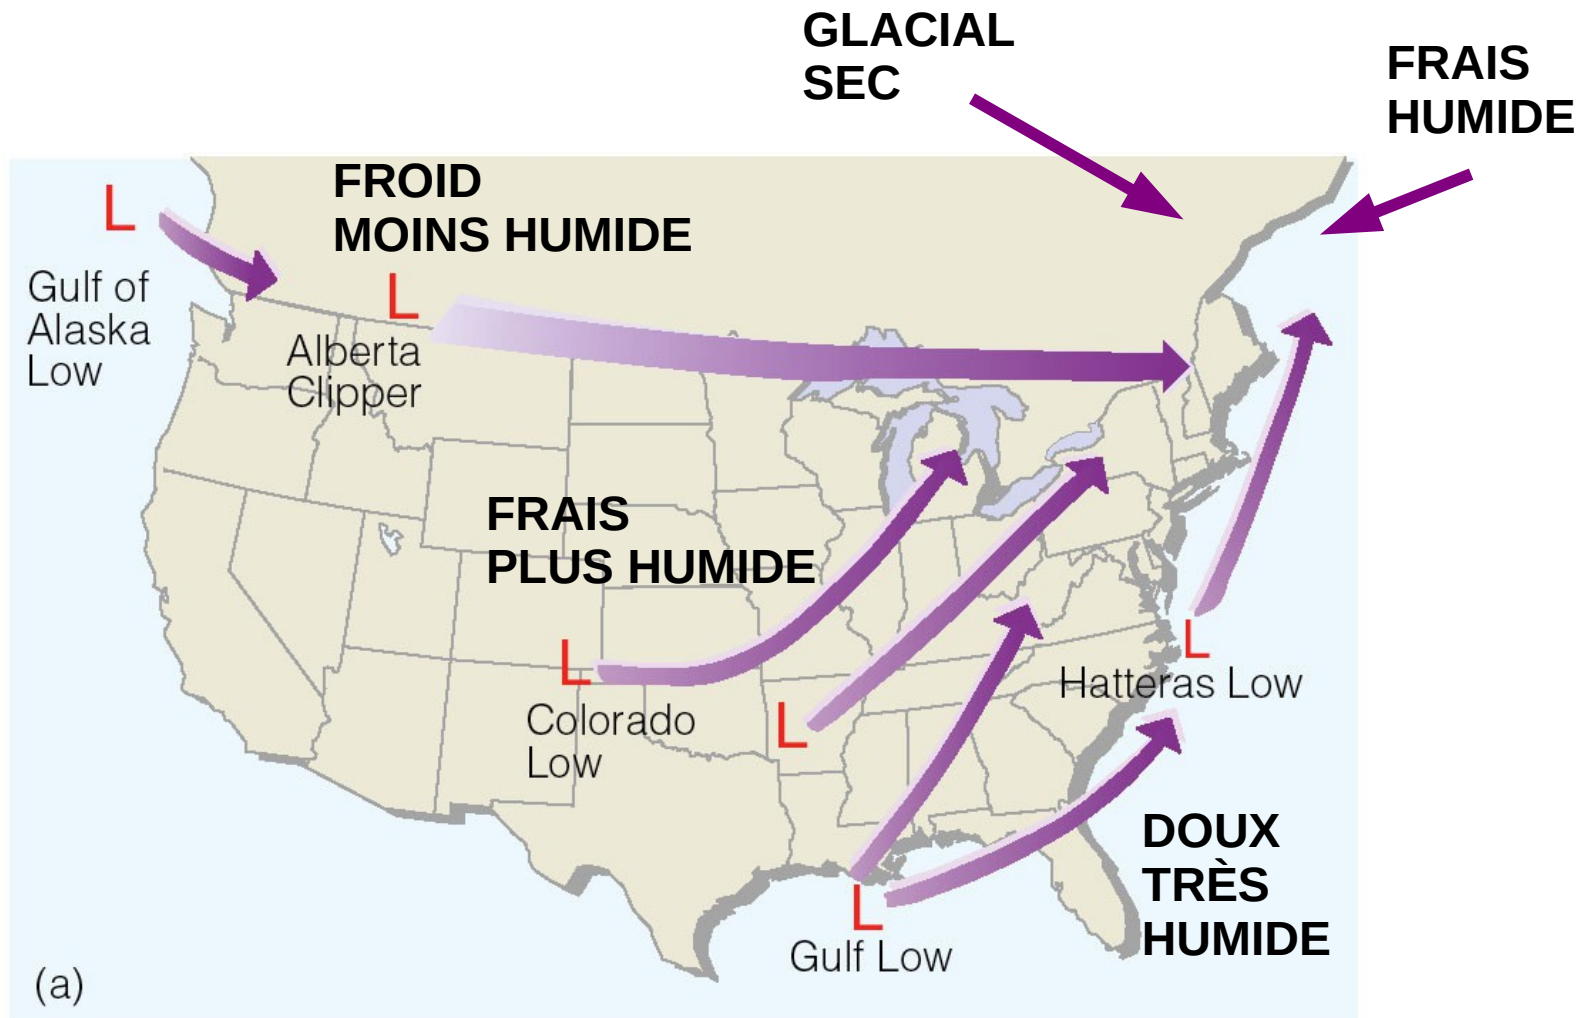 GLACIAL
SEC
FRAIS
HUMIDE
FROID
MOINS HUMIDE
L
L
Gulf of
Alaska
Low
Alberta
Clipper
FRAIS
PLUS HUMIDE
L
Colorado
Low
L
L
Hatteras Low
DOUX
TRÈS
HUMIDE
L
Gulf Low
(a)